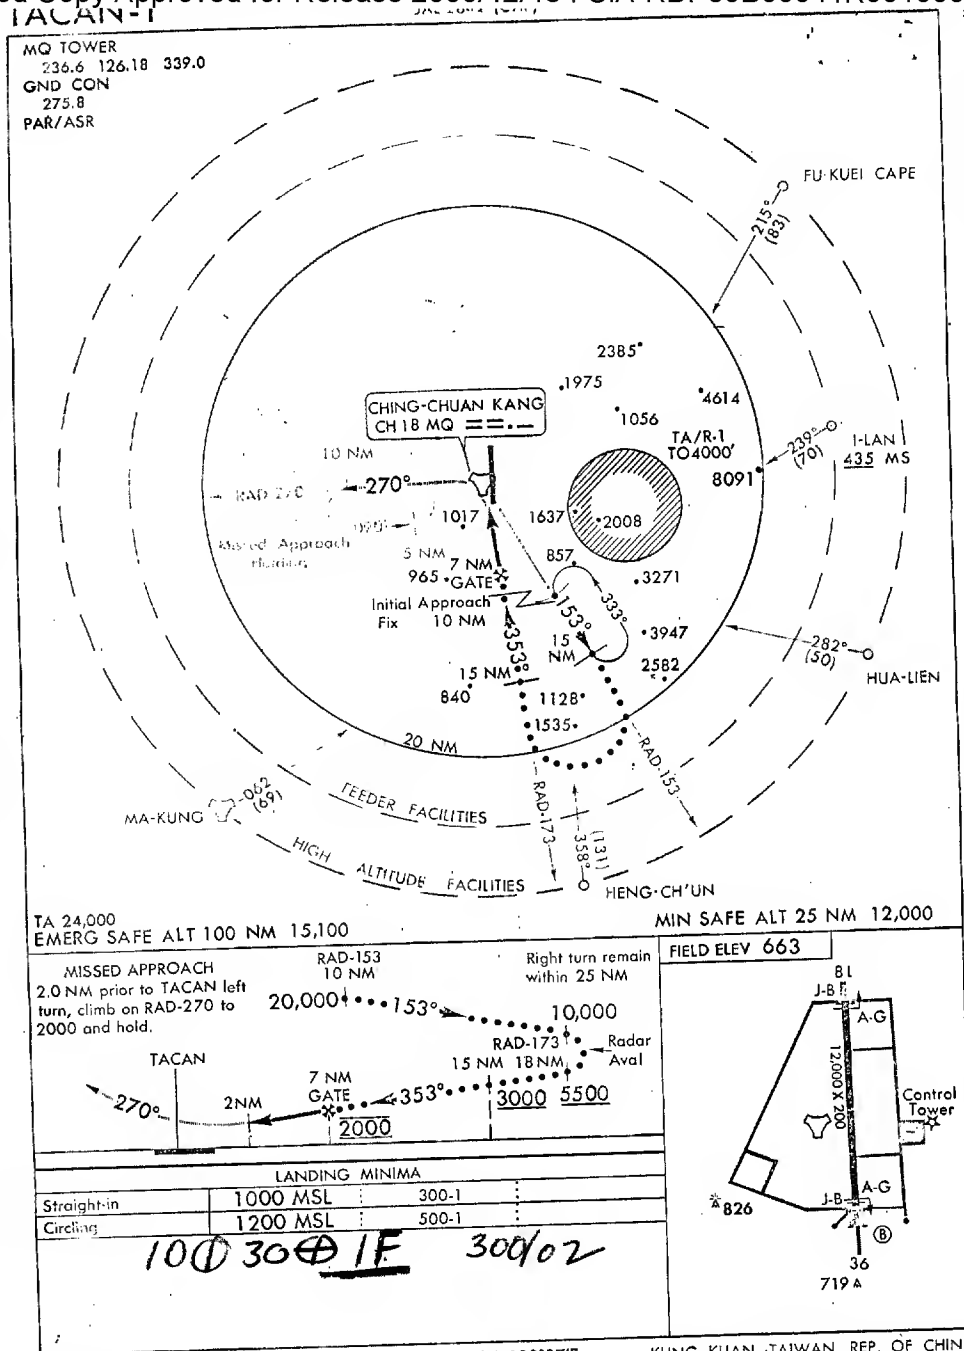 TACAN-1
MQ TOWER
236.6 126.18 339.0
GND CON
275.8
PAR/ASR
FU-KUEI CAPE
215°
(83)
2385
1975
4614
1056
CHING-CHUAN KANG
CH 18 MQ
TA/R-1
TO 4000'
8091
239°
(70)
I-LAN
435 MS
10 NM
RAD 270
270°
090°
Missed Approach
Holding
1017
1637
2008
5 NM
965
7 NM
GATE
857
3271
Initial Approach
Fix 10 NM
333°
153°
353°
15
NM
3947
2582
282°
(50)
HUA-LIEN
15 NM
840
1128
1535
20 NM
RAD-153
RAD-173
062
(69)
MA-KUNG
FEEDER FACILITIES
HIGH ALTITUDE FACILITIES
(131)
358°
HENG-CH'UN
TA 24,000
EMERG SAFE ALT 100 NM 15,100
MIN SAFE ALT 25 NM 12,000
MISSED APPROACH
2.0 NM prior to TACAN left
turn, climb on RAD-270 to
2000 and hold.
RAD-153
10 NM
20,000
153°
Right turn remain
within 25 NM
10,000
RAD-173
15 NM 18 NM
Radar
Aval
TACAN
270°
2NM
7 NM
GATE
353°
2000
3000 5500
FIELD ELEV 663
18
J-B
A-G
12,000 X 200
Control
Tower
J-B
A-G
826
B
36
719
LANDING MINIMA
Straight-in 1000 MSL 300-1
Circling 1200 MSL 500-1
300/02
KUNG KUAN, TAIWAN, REP. OF CHIN